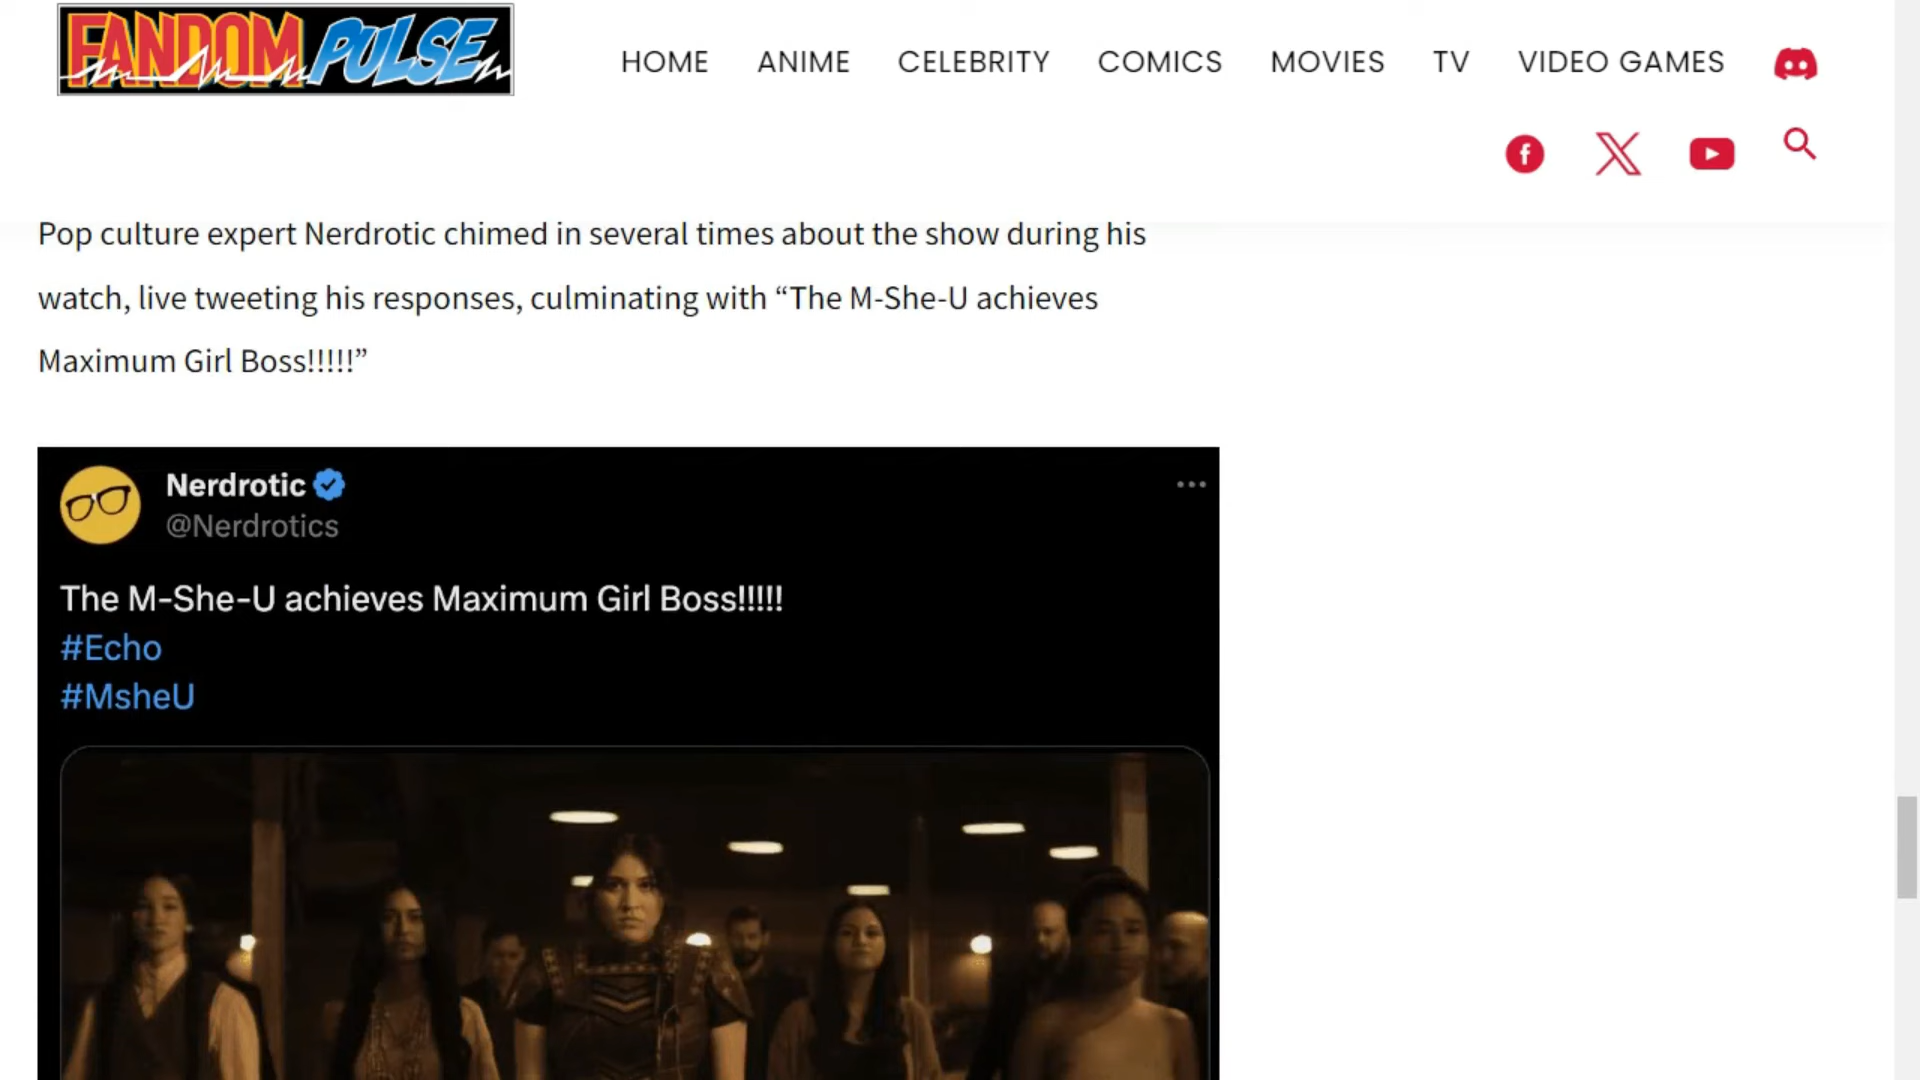 FANDOM PULSE
HOME ANIME CELEBRITY COMICS MOVIES TV VIDEO GAMES
Pop culture expert Nerdrotic chimed in several times about the show during his
watch, live tweeting his responses, culminating with “The M-She-U achieves
Maximum Girl Boss!!!!!”
Nerdrotic
@Nerdrotics
The M-She-U achieves Maximum Girl Boss!!!!!
#Echo
#MsheU